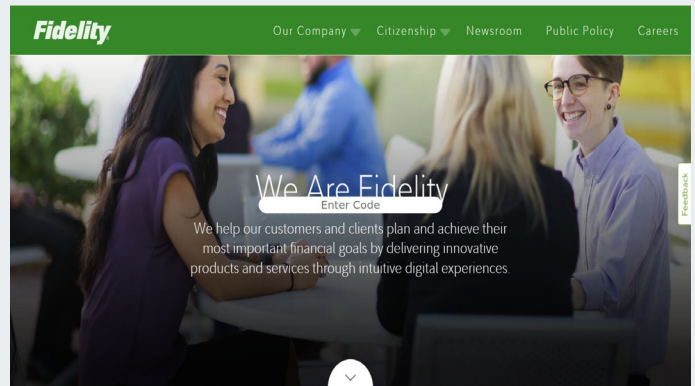 Fidelity
Our Company
Citizenship
Newsroom
Public Policy
Careers
We Are Fidelity
Enter Code
We help our customers and clients plan and achieve their
most important financial goals by delivering innovative
products and services through intuitive digital experiences.
Feedback